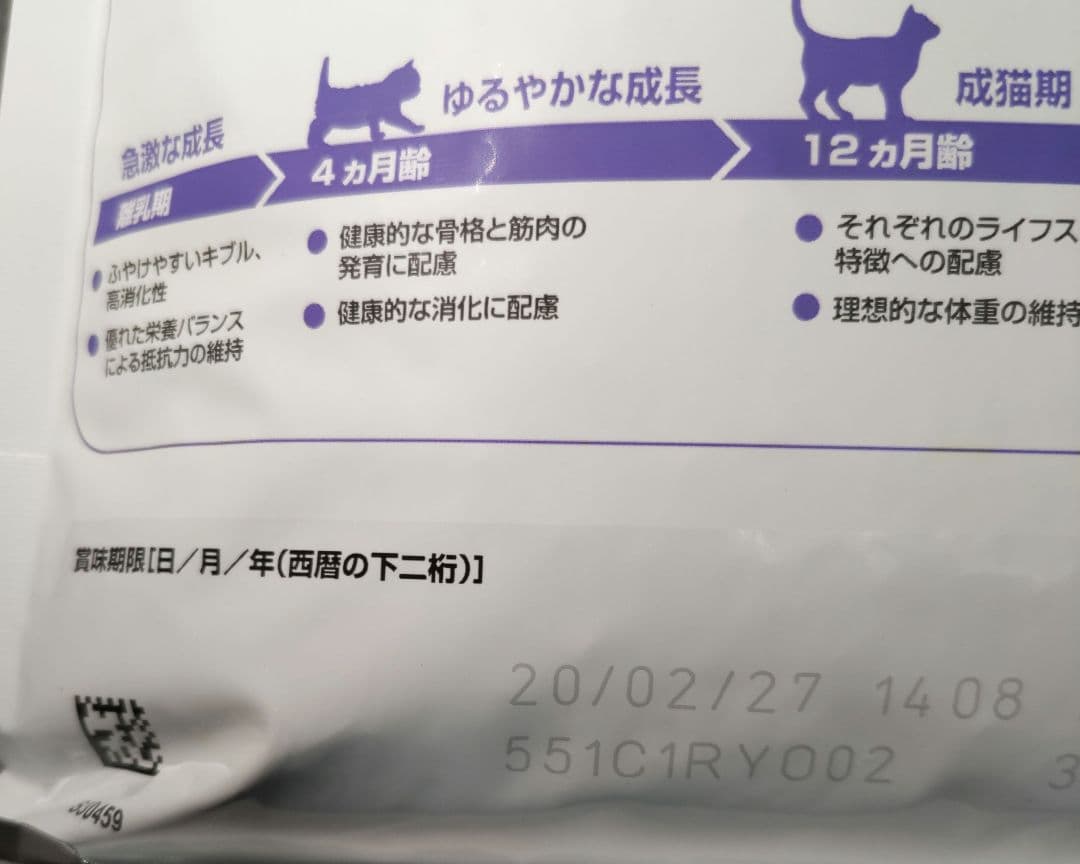 急激な成長
ゆるやかな成長
成猫期
離乳期
4ヵ月齢
12ヵ月齢
ふやけやすいキブル、
高消化性
優れた栄養バランス
による抵抗力の維持
健康的な骨格と筋肉の
発育に配慮
健康的な消化に配慮
それぞれのライフス
特徴への配慮
理想的な体重の維持
賞味期限[日／月／年(西暦の下二桁)]
20/02/27 1408
551C1RYO02
3